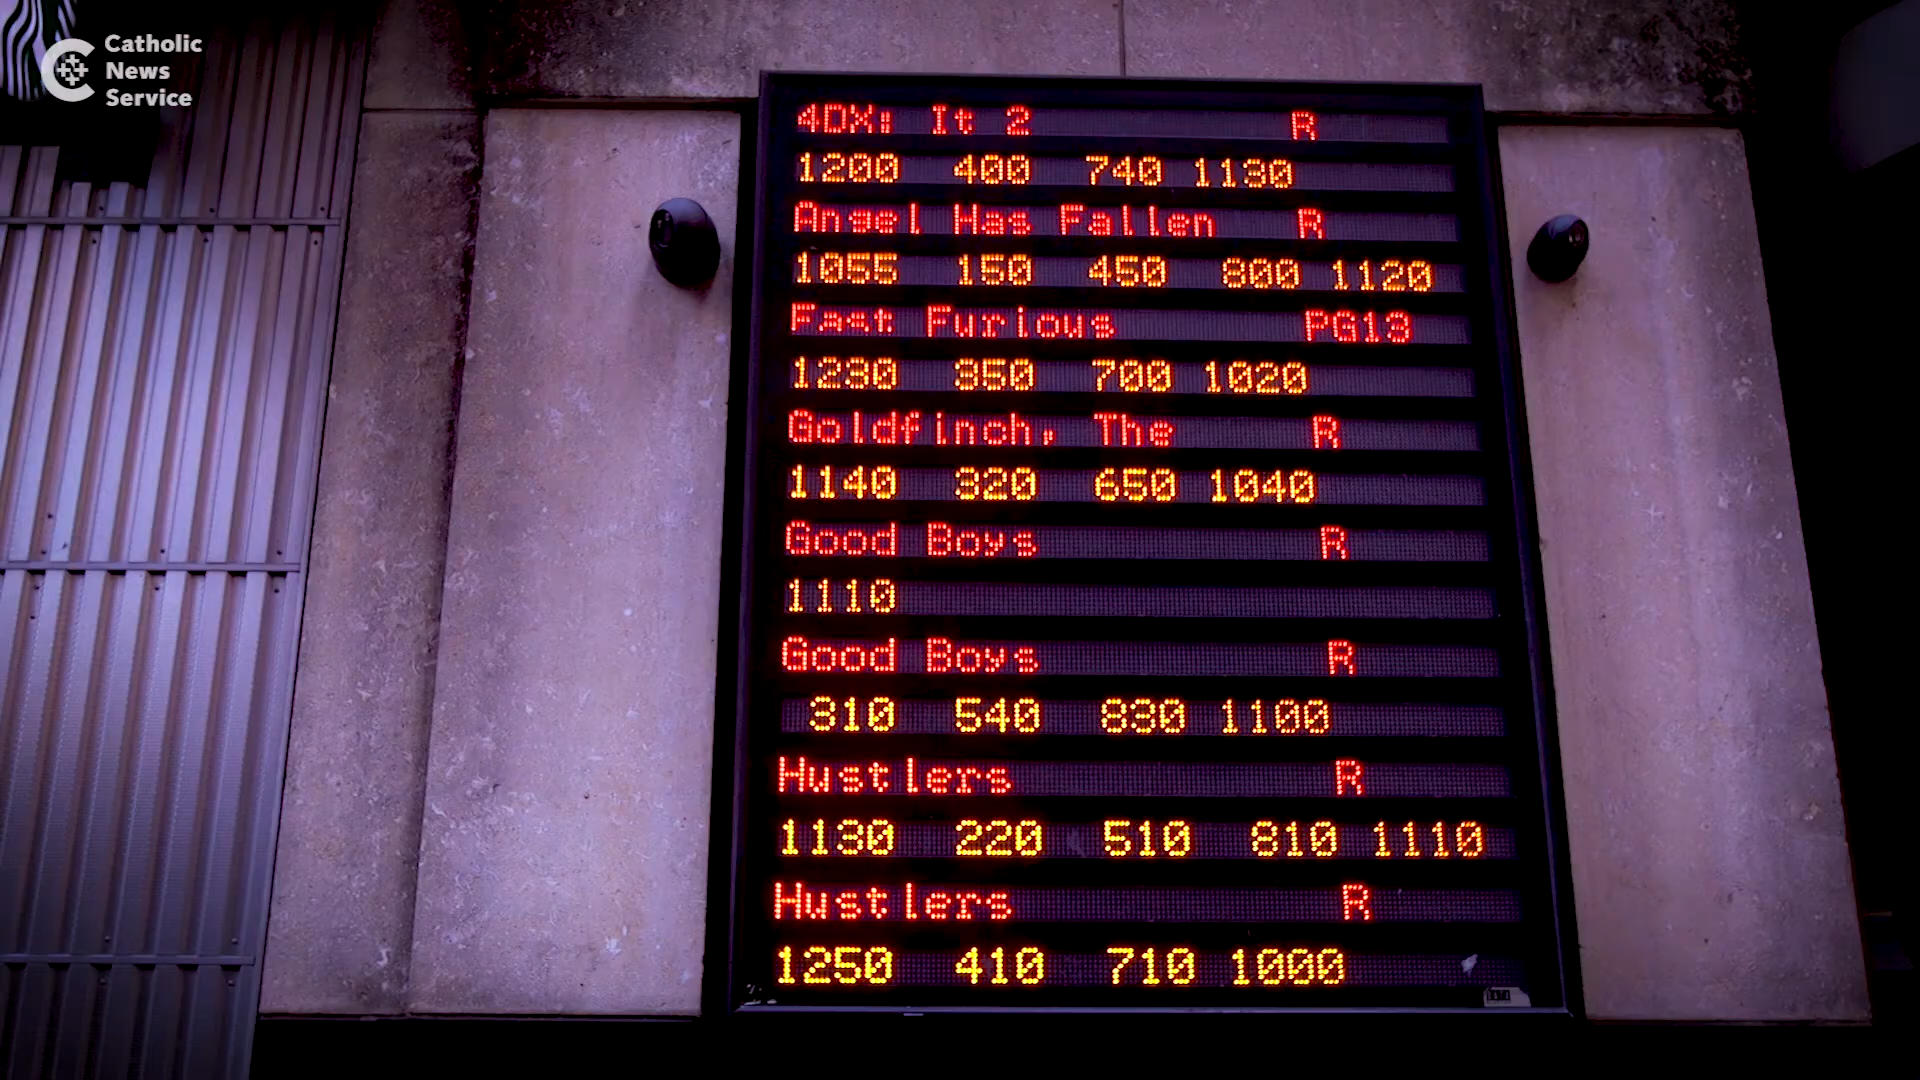 Catholic
News
Service
4DX: It 2 R
1200 400 740 1130
Angel Has Fallen R
1055 150 450 800 1120
Fast Furious PG13
1230 350 700 1020
Goldfinch, The R
1140 320 650 1040
Good Boys R
1110
Good Boys R
310 540 830 1100
Hustlers R
1130 220 510 810 1110
Hustlers R
1250 410 710 1000